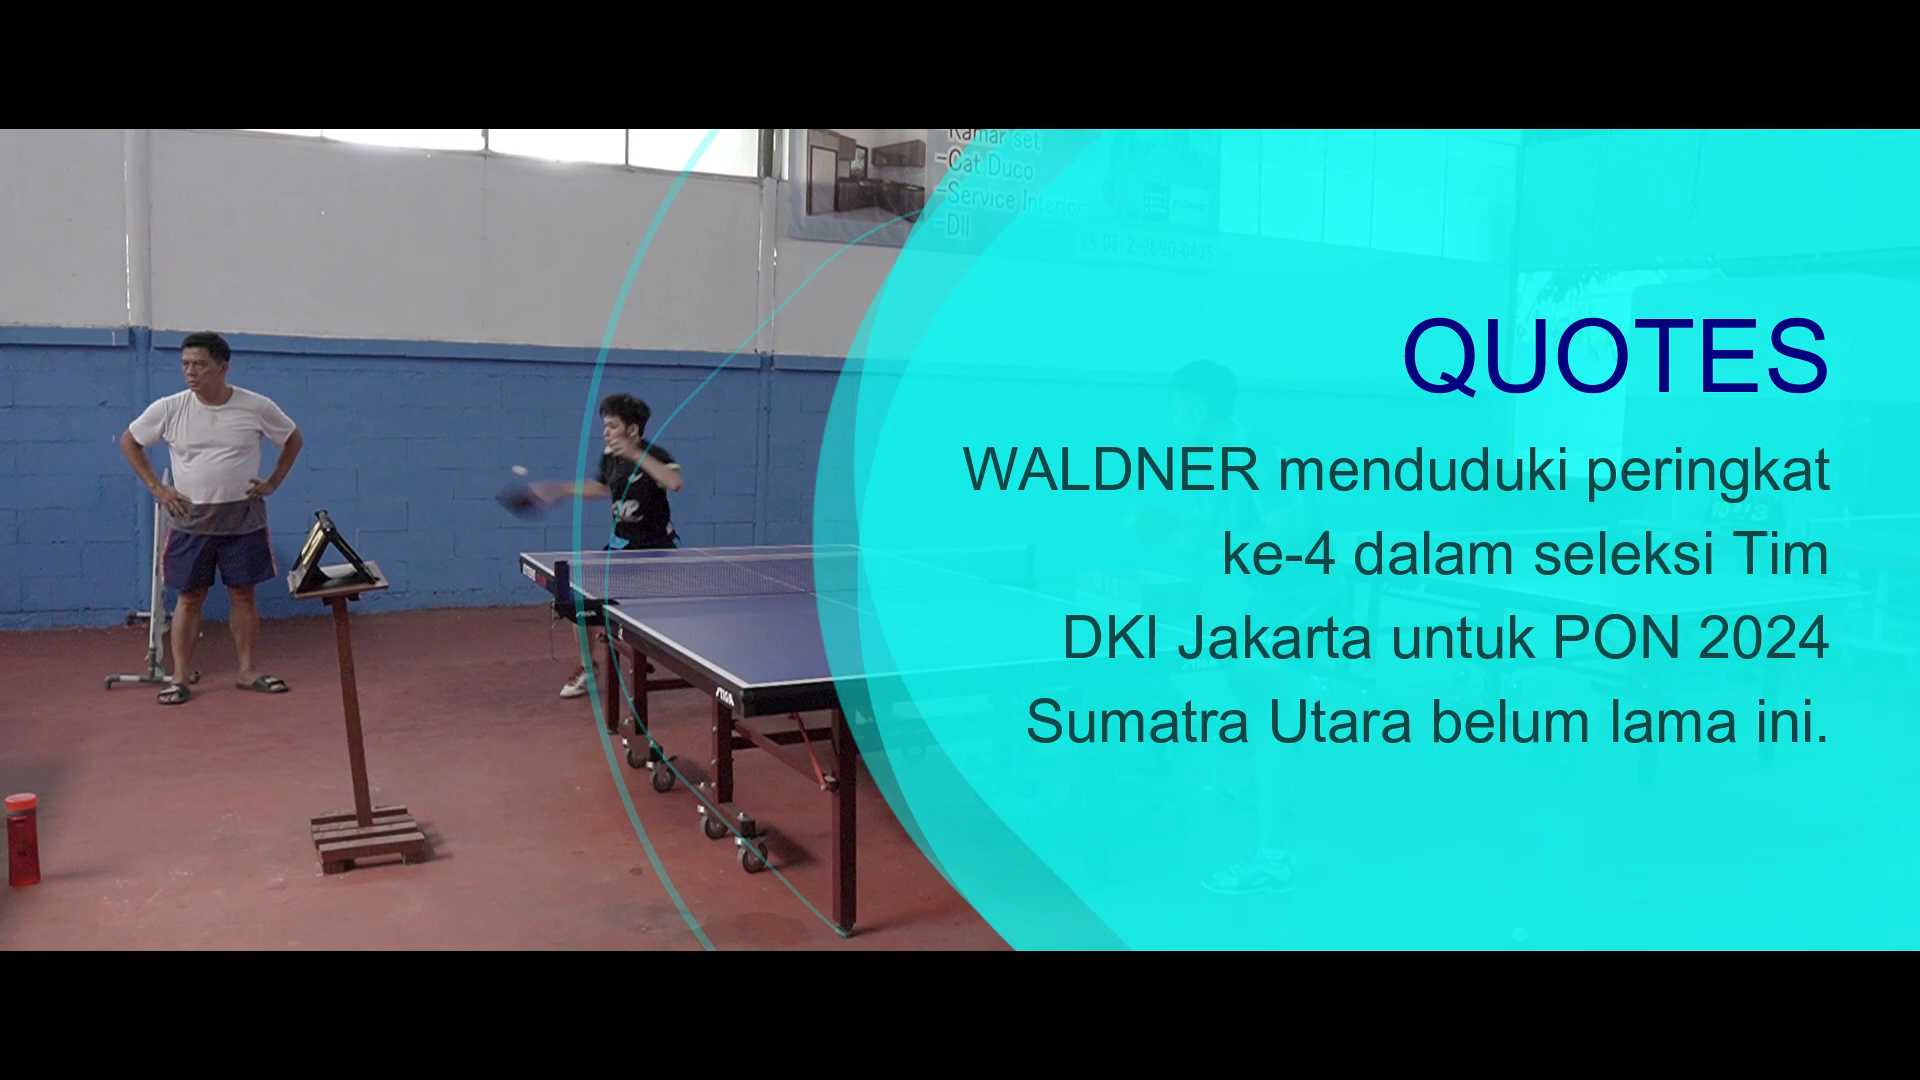 Kamar set
-Cat Duco
-Service Interior
-Dll
QUOTES
WALDNER menduduki peringkat
ke-4 dalam seleksi Tim
DKI Jakarta untuk PON 2024
Sumatra Utara belum lama ini.
STIGA